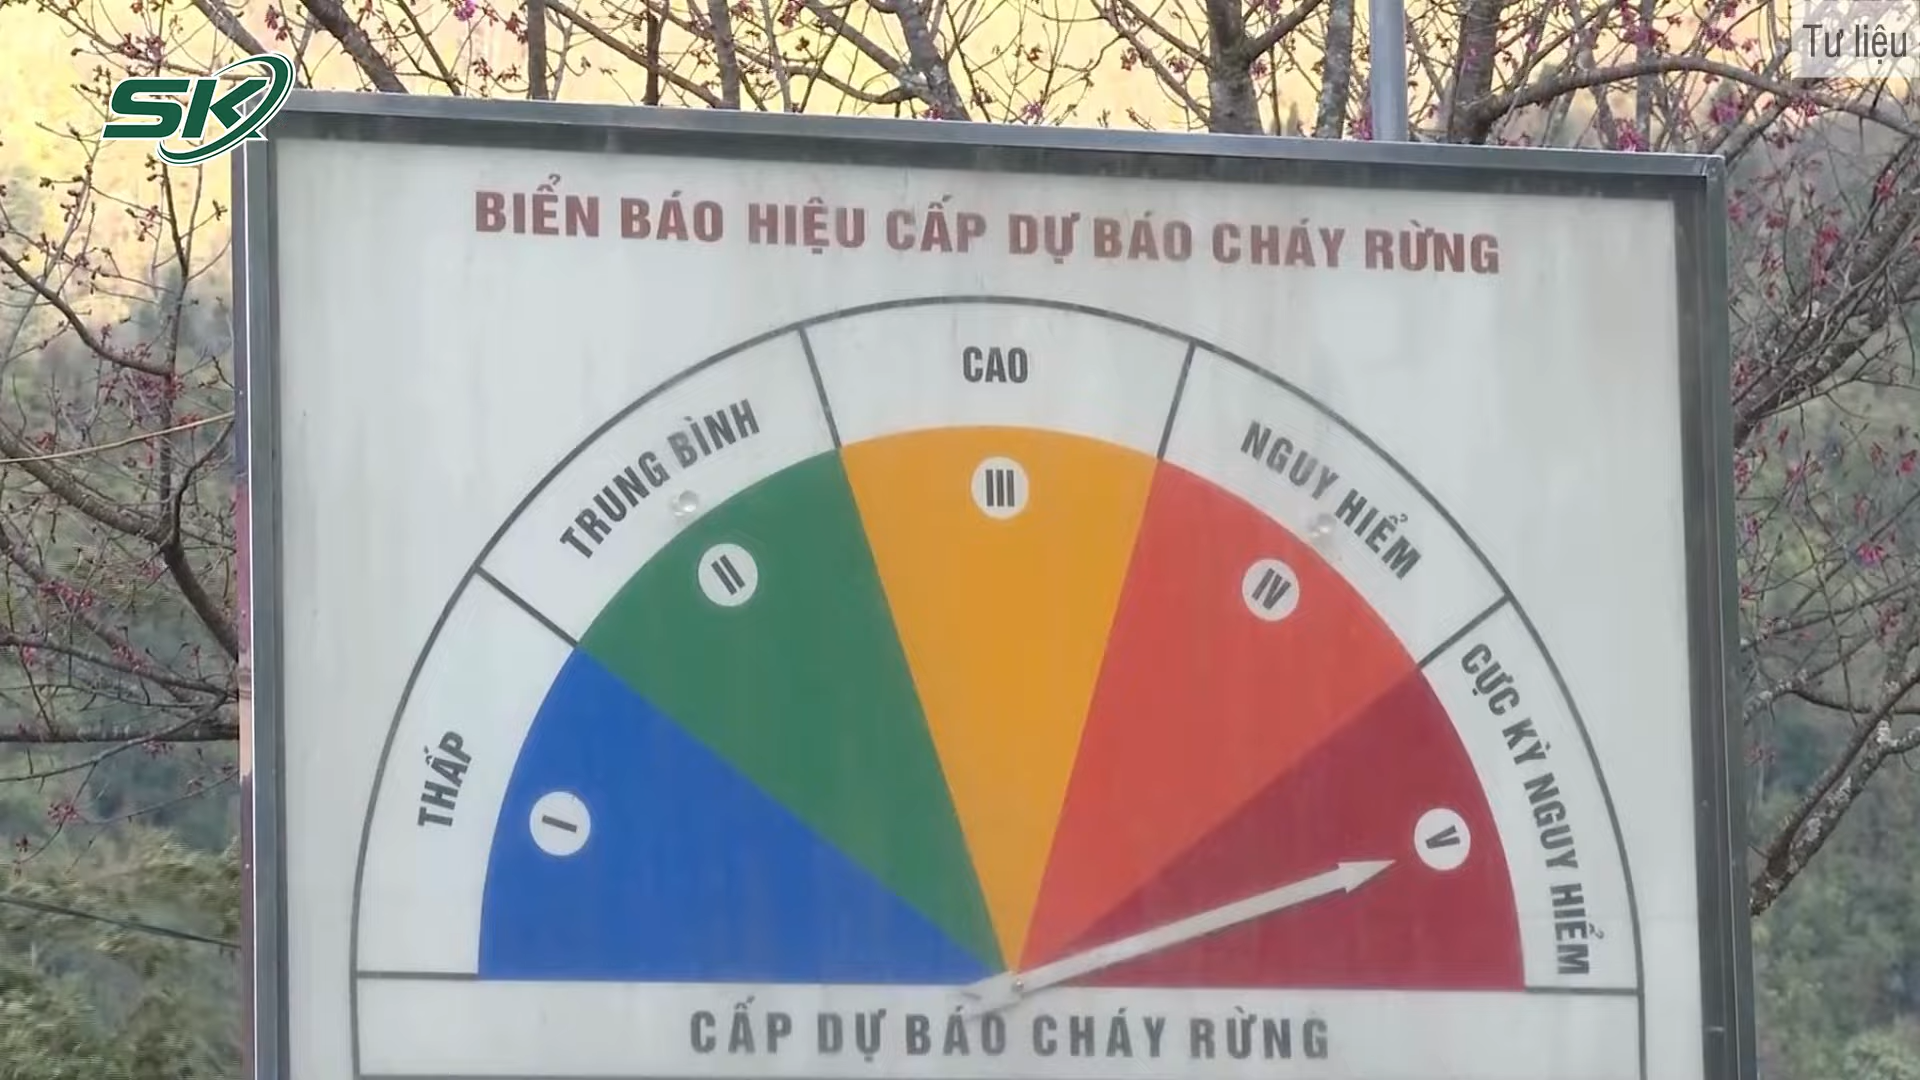 SK
Tư liệu
BIỂN BÁO HIỆU CẤP DỰ BÁO CHÁY RỪNG
THẤP
TRUNG BÌNH
CAO
NGUY HIỂM
CỰC KỲ NGUY HIỂM
I
II
III
IV
V
CẤP DỰ BÁO CHÁY RỪNG